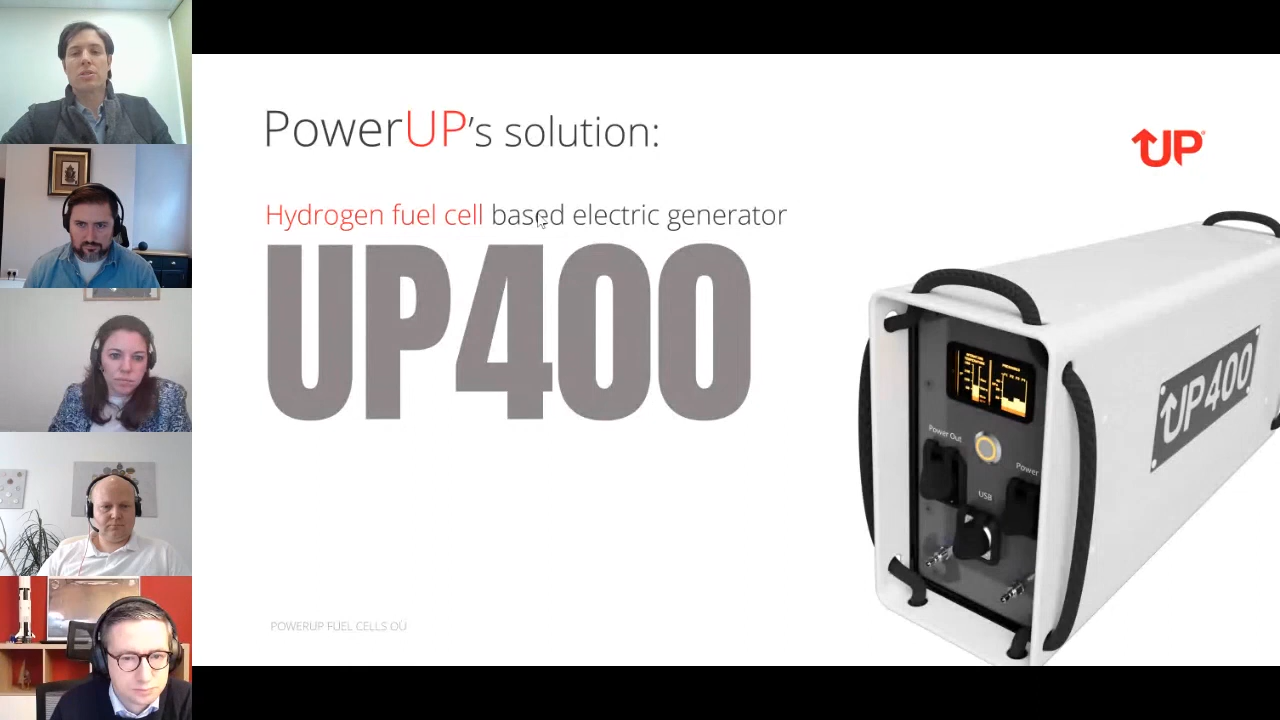 PowerUP's solution:
UP
Hydrogen fuel cell based electric generator
UP400
UP400
Power Out
Power
USB
POWERUP FUEL CELLS OÜ